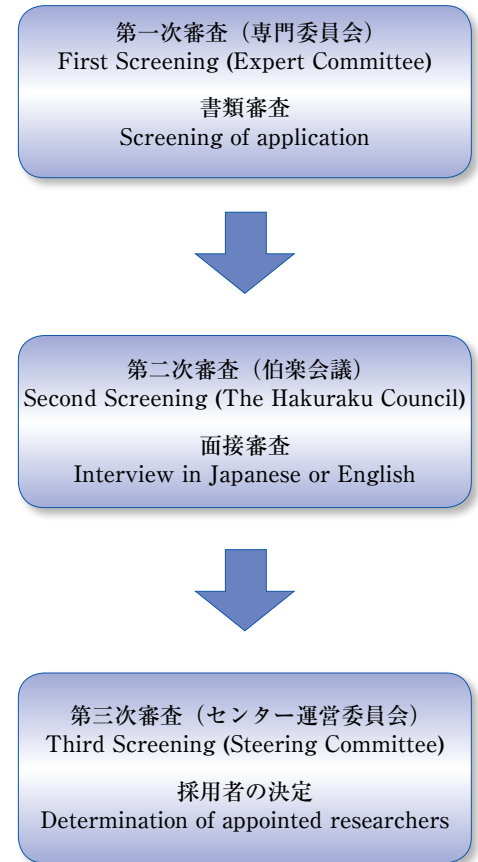 第一次審査（専門委員会）
First Screening (Expert Committee)
書類審査
Screening of application
第二次審査（伯楽会議）
Second Screening (The Hakuraku Council)
面接審査
Interview in Japanese or English
第三次審査（センター運営委員会）
Third Screening (Steering Committee)
採用者の決定
Determination of appointed researchers